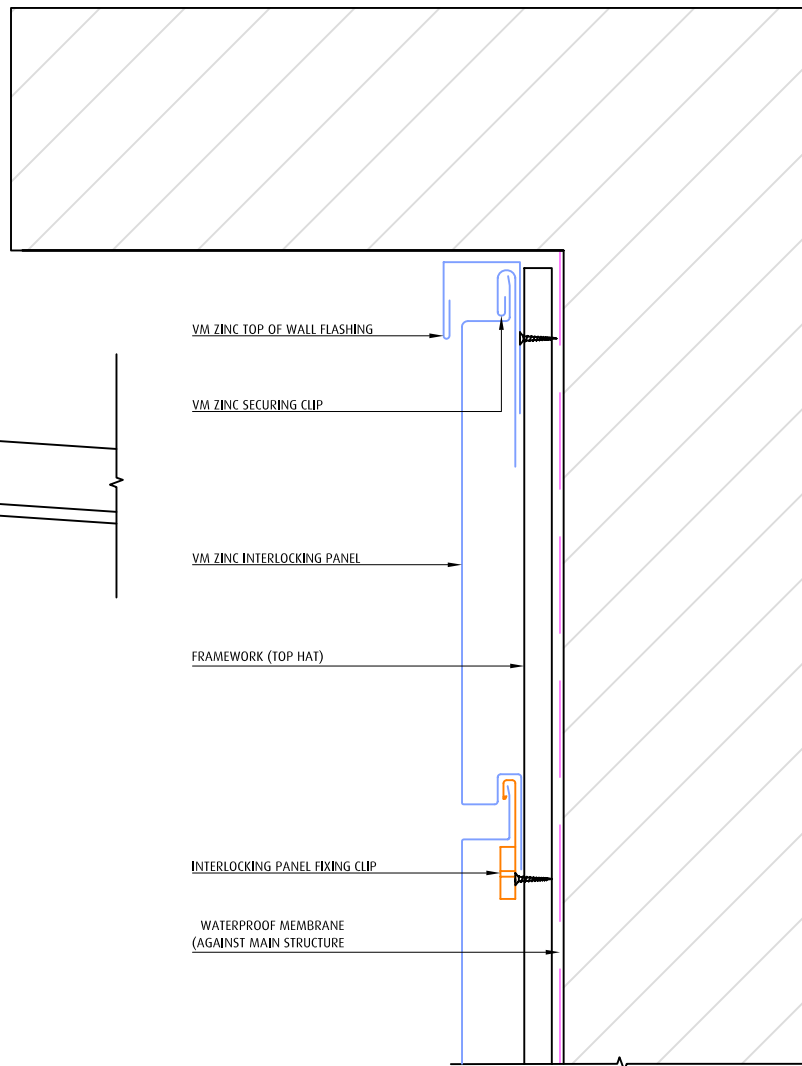 VM ZINC TOP OF WALL FLASHING
VM ZINC SECURING CLIP
VM ZINC INTERLOCKING PANEL
FRAMEWORK (TOP HAT)
INTERLOCKING PANEL FIXING CLIP
WATERPROOF MEMBRANE
(AGAINST MAIN STRUCTURE